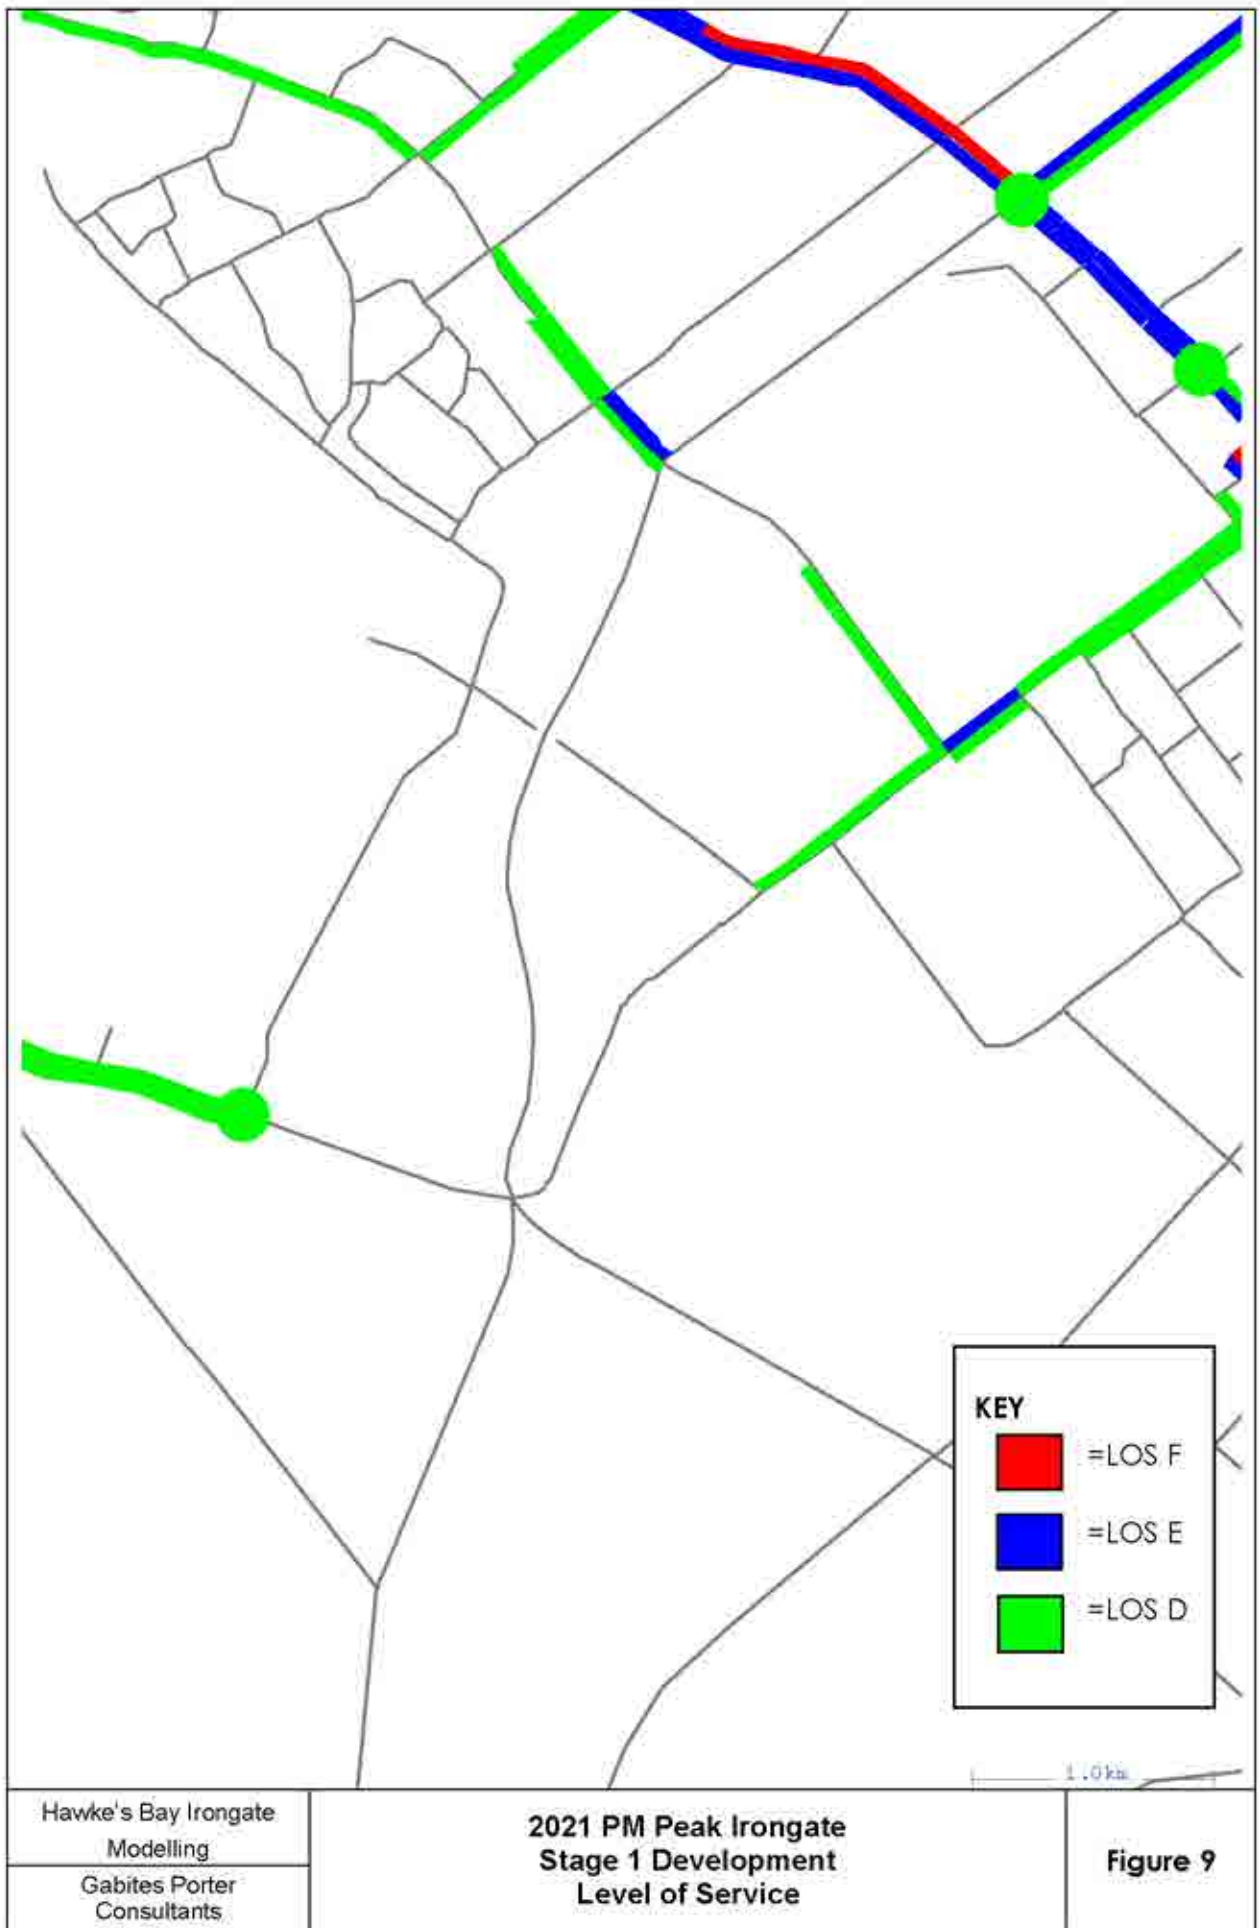 KEY
=LOS F
=LOS E
=LOS D
1.0km
Hawke's Bay Irongate
Modelling
Gabites Porter
Consultants
2021 PM Peak Irongate
Stage 1 Development
Level of Service
Figure 9